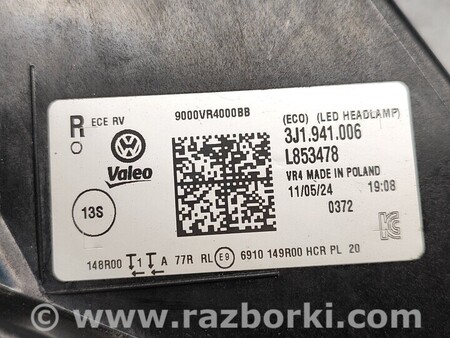 R ECE RV
9000VR4000BB
(ECO) (LED HEADLAMP)
3J1.941.006
L853478
VR4 MADE IN POLAND
11/05/24 19:08
0372
Valeo
13S
148R00 1 A 77R RL E9 6910 149R00 HCR PL 20
www.razborki.com